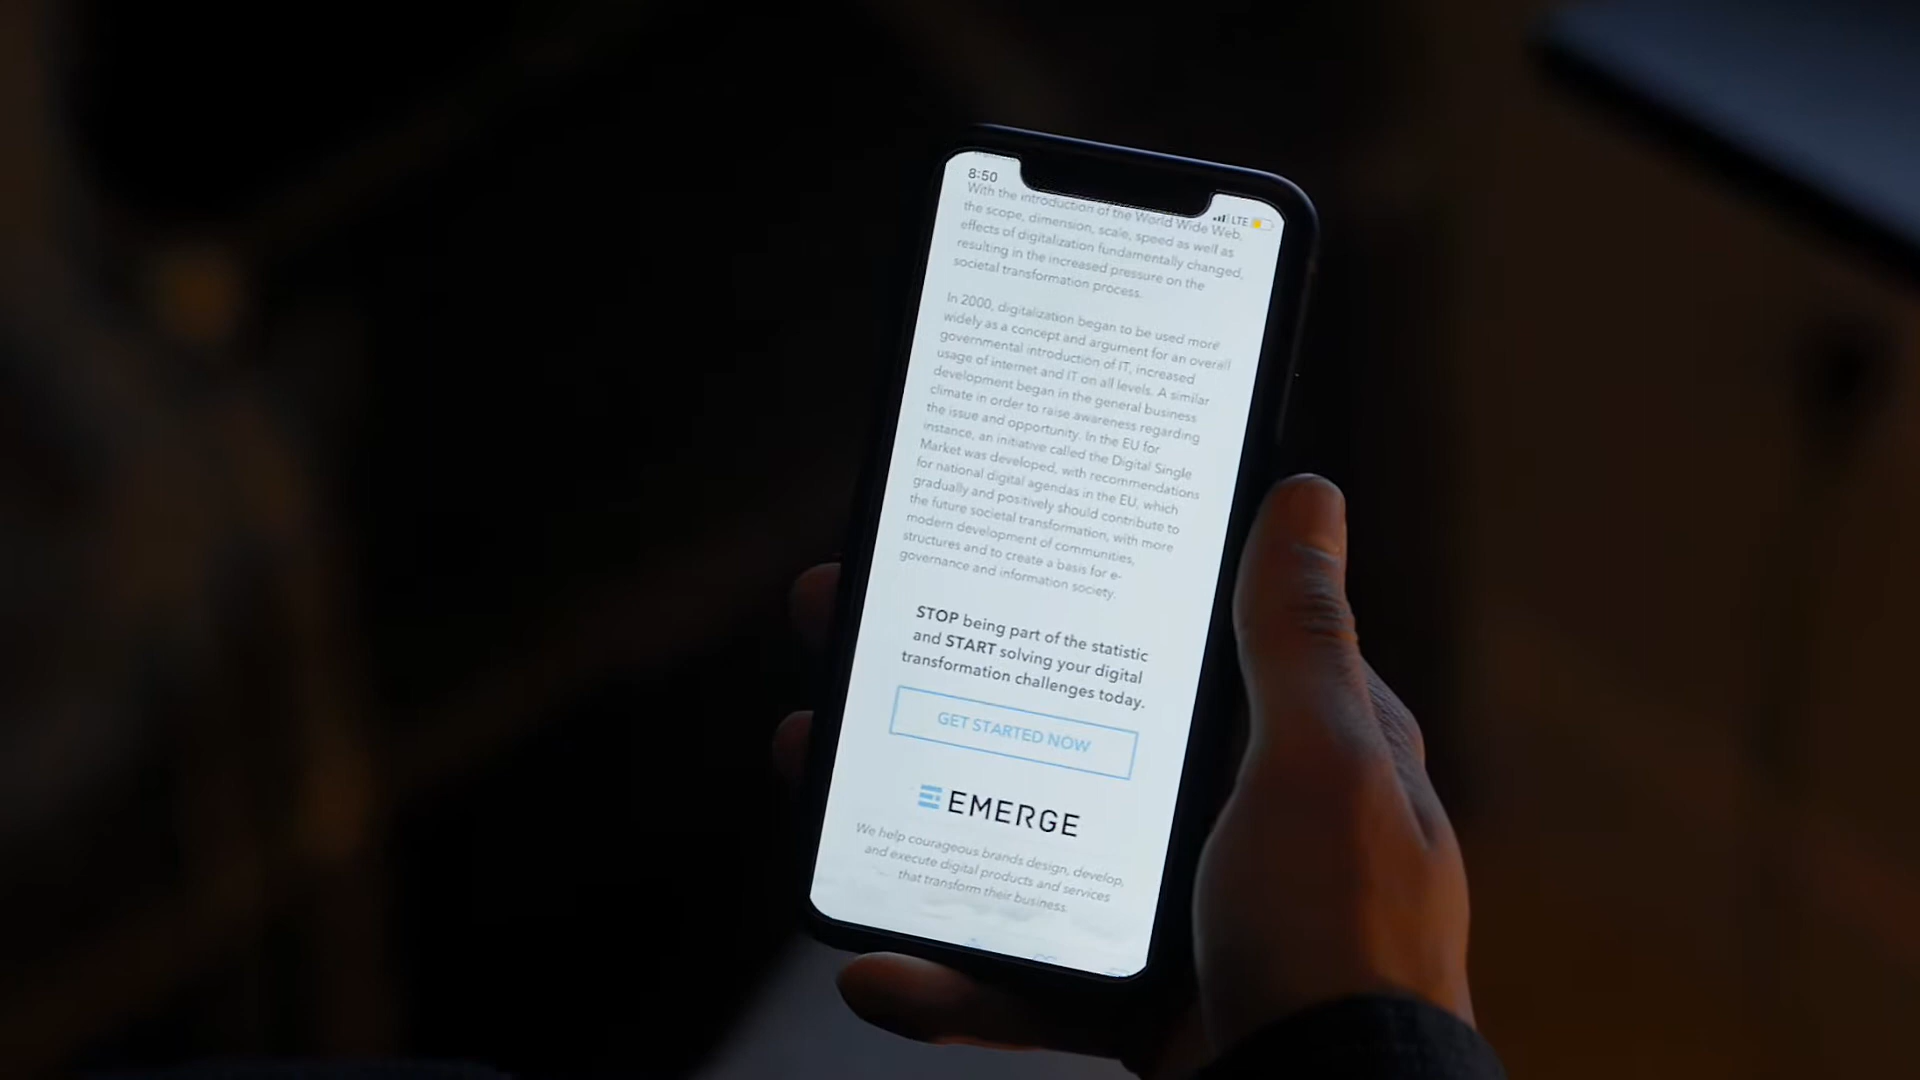 8:50
LTE
With the introduction of the World Wide Web,
the scope, dimension, scale, speed as well as
effects of digitalization fundamentally changed,
resulting in the increased pressure on the
societal transformation process.
In 2000, digitalization began to be used more
widely as a concept and argument for an overall
governmental introduction of IT, increased
usage of internet and IT on all levels. A similar
development began in the general business
climate in order to raise awareness regarding
the issue and opportunity. In the EU for
instance, an initiative called the Digital Single
Market was developed, with recommendations
for national digital agendas in the EU, which
gradually and positively should contribute to
the future societal transformation, with more
modern development of communities,
structures and to create a basis for e-
governance and information society.
STOP being part of the statistic
and START solving your digital
transformation challenges today.
GET STARTED NOW
EMERGE
We help courageous brands design, develop,
and execute digital products and services
that transform their business